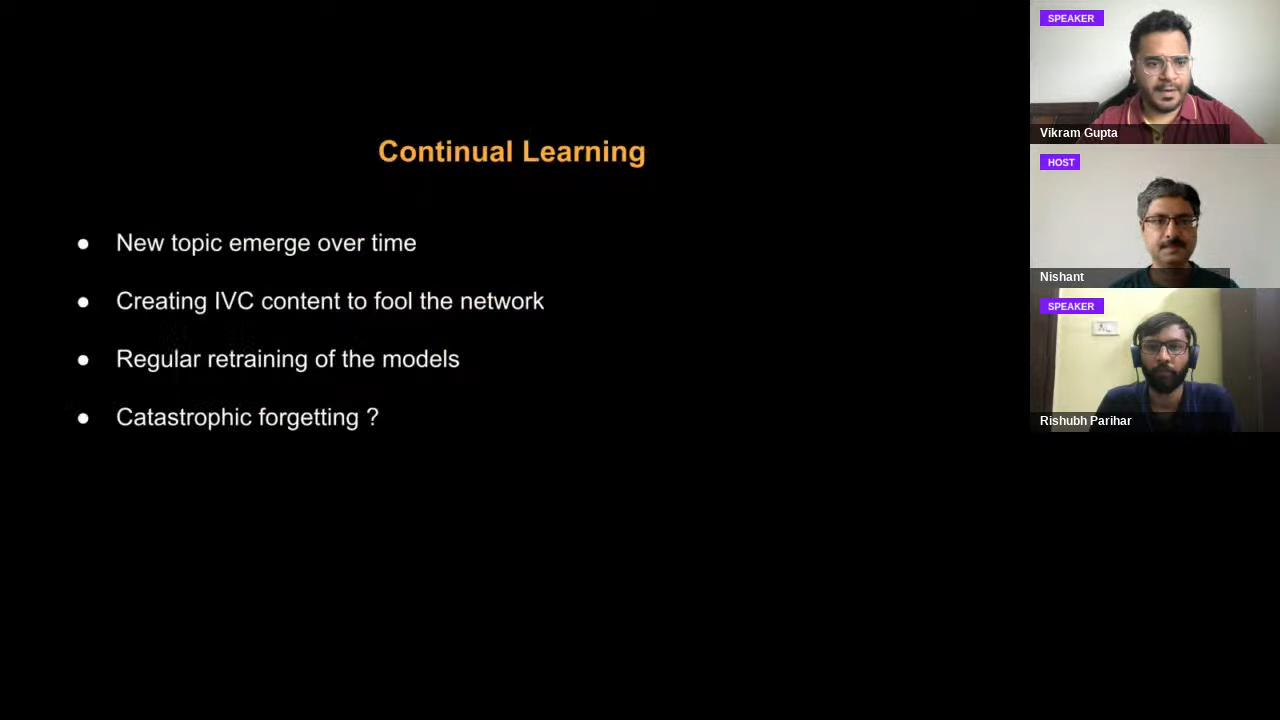 Continual Learning
● New topic emerge over time
● Creating IVC content to fool the network
● Regular retraining of the models
● Catastrophic forgetting ?
SPEAKER
Vikram Gupta
HOST
Nishant
SPEAKER
Rishubh Parihar